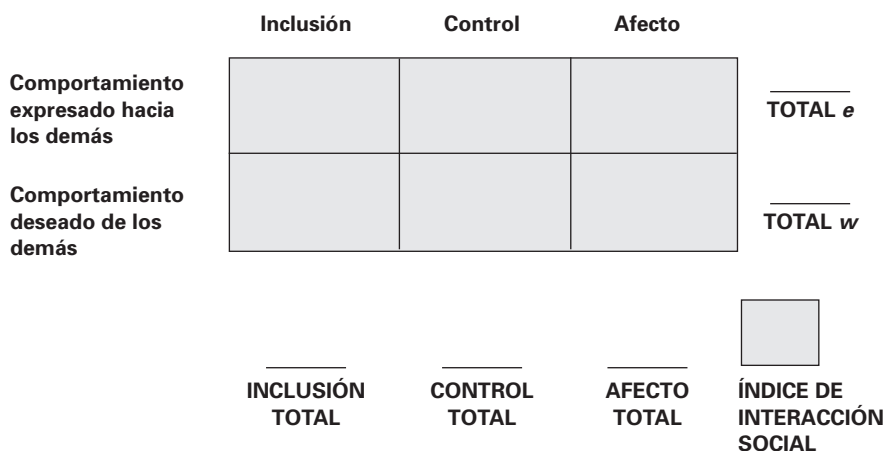 Inclusión Control Afecto
Comportamiento
expresado hacia
los demás
TOTAL e
Comportamiento
deseado de los
demás
TOTAL w
INCLUSIÓN
TOTAL
CONTROL
TOTAL
AFECTO
TOTAL
ÍNDICE DE
INTERACCIÓN
SOCIAL